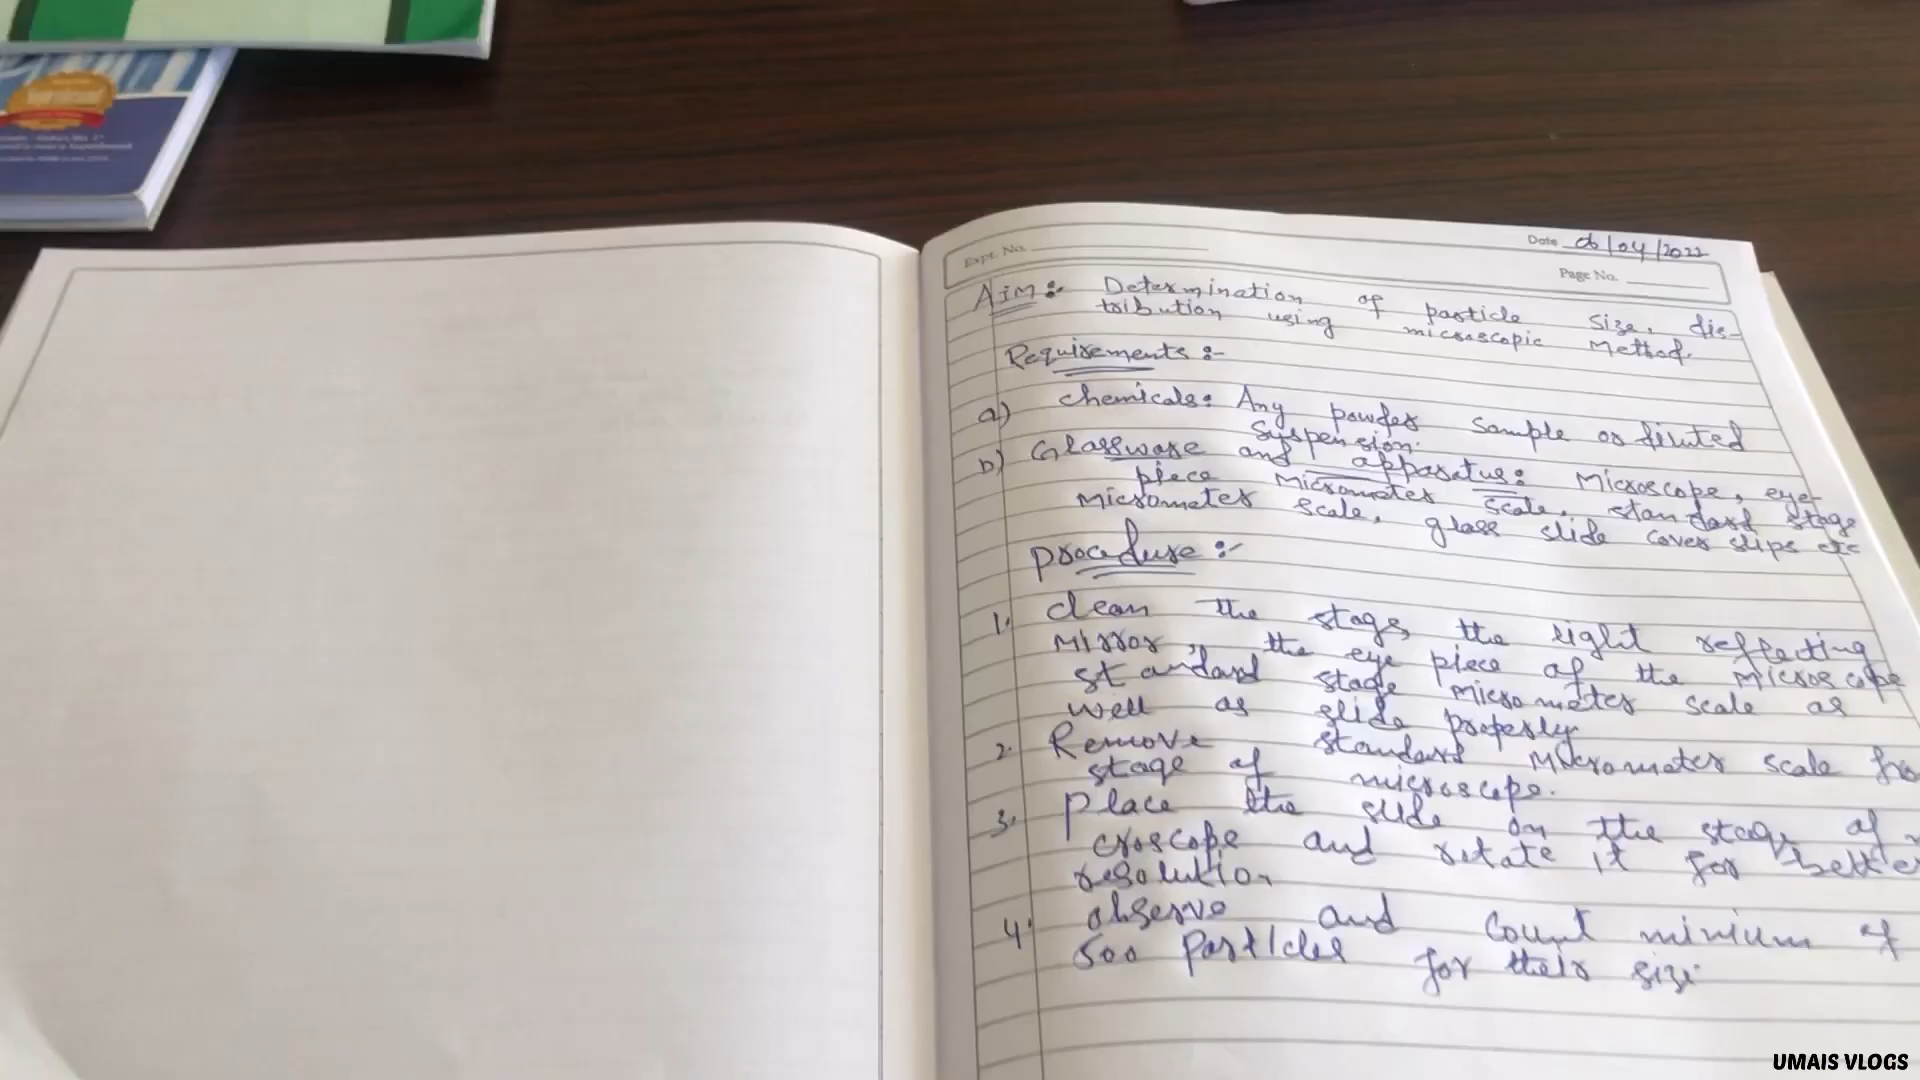 Expt. No.
Date 06/04/2022
Page No.
Aim:- Determination of particle size, dis-
tribution using microscopic Method.
Requirements :-
a) chemicals: Any powder sample or diluted
suspension.
b) Glassware and apparatus: Microscope, eye-
piece Micrometer scale, standard stage
Micrometer scale, glass slide cover slips etc
procedure :-
1. clean the stage, the light reflecting
Mirror, the eye piece of the Microscope
standard stage Micrometer scale as
well as slide properly
2. Remove standard Micrometer scale fro
stage of microscope.
3. place the slide on the stage of
croscope and rotate it for better
resolution
4. observe and count minium of
500 particles for their size
UMAIS VLOGS